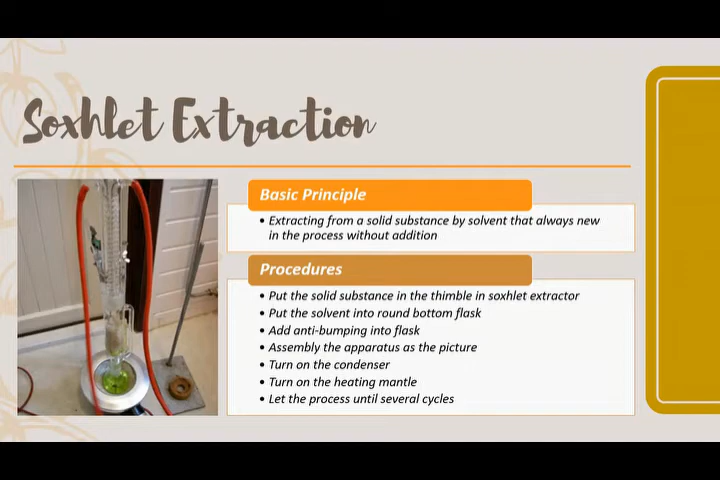 Soxhlet Extraction
Basic Principle
• Extracting from a solid substance by solvent that always new
in the process without addition
Procedures
• Put the solid substance in the thimble in soxhlet extractor
• Put the solvent into round bottom flask
• Add anti-bumping into flask
• Assembly the apparatus as the picture
• Turn on the condenser
• Turn on the heating mantle
• Let the process until several cycles